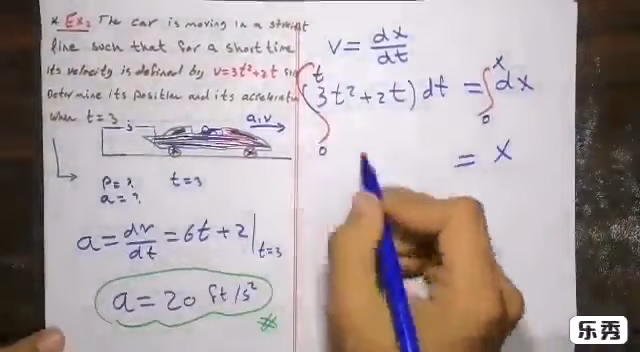 * Ex: The car is moving in a straight
line such that for a short time
its velocity is defined by v=3t²+2t
Determine its position and its acceleration
when t=3
s
a,v
P=?
t=3
a=?
a = dv/dt = 6t+2 | t=3
a = 20 ft/s²
v = dx/dt
∫₀ᵗ (3t²+2t) dt = ∫₀ˣ dx
= x
乐秀